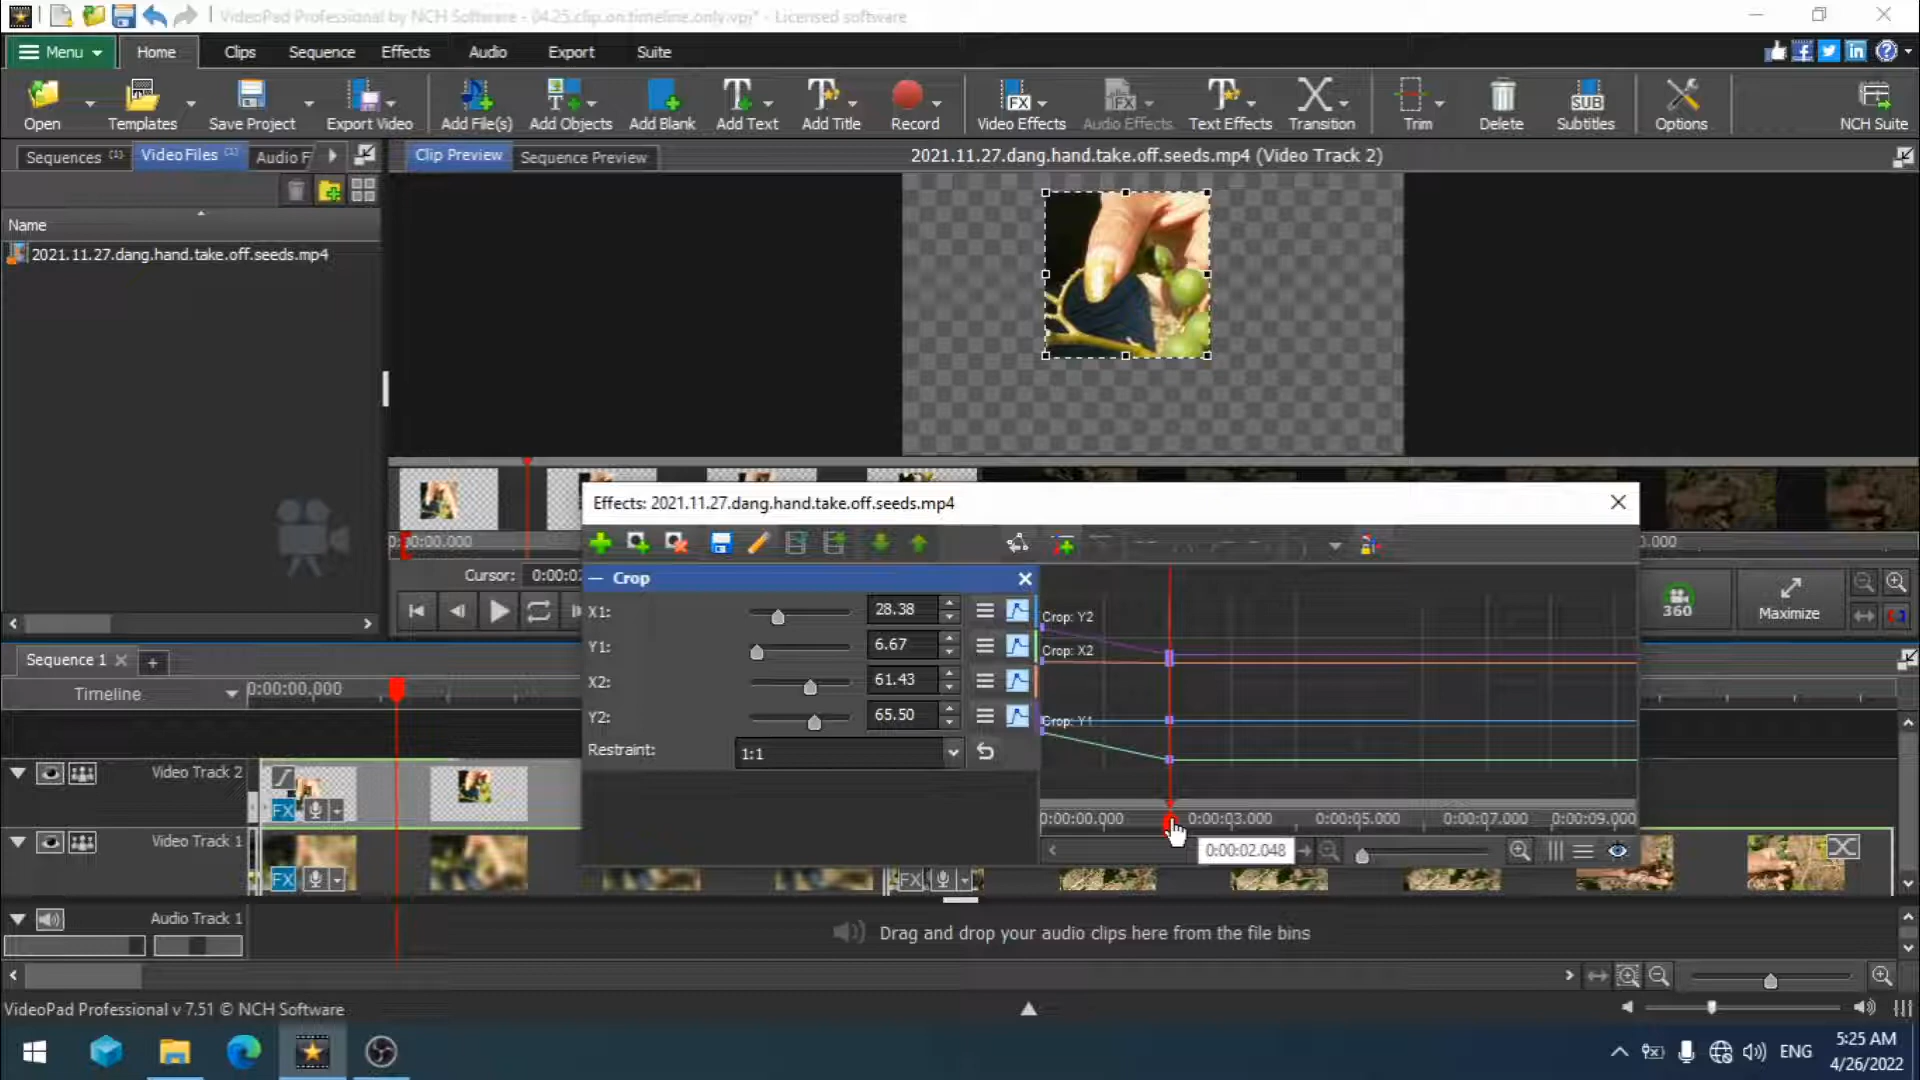 VideoPad Professional by NCH Software - 04.25.clip.on.timeline.only.vpj* - Licensed software
Menu Home Clips Sequence Effects Audio Export Suite
Open Templates Save Project Export Video Add File(s) Add Objects Add Blank Add Text Add Title Record Video Effects Audio Effects Text Effects Transition Trim Delete Subtitles Options NCH Suite
Sequences (1) Video Files (1) Audio F
Clip Preview Sequence Preview
2021.11.27.dang.hand.take.off.seeds.mp4 (Video Track 2)
Name
2021.11.27.dang.hand.take.off.seeds.mp4
Effects: 2021.11.27.dang.hand.take.off.seeds.mp4
Cursor:
Crop
X1: 28.38
Y1: 6.67
X2: 61.43
Y2: 65.50
Restraint: 1:1
Crop: Y2
Crop: X2
Crop: Y1
0:00:00.000 0:00:03.000 0:00:05.000 0:00:07.000 0:00:09.000
0:00:02.048
360
Maximize
Sequence 1
Timeline 0:00:00.000
Video Track 2
FX
Video Track 1
FX FX
Audio Track 1
Drag and drop your audio clips here from the file bins
VideoPad Professional v 7.51 © NCH Software
ENG
5:25 AM
4/26/2022